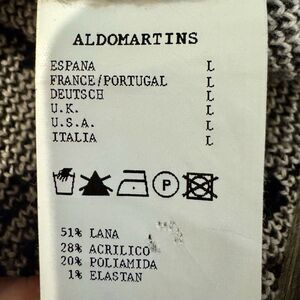 ALDOMARTINS
ESPANA L
FRANCE/PORTUGAL L
DEUTSCH L
U.K. L
U.S.A. L
ITALIA L
P
51% LANA
28% ACRILICO
20% POLIAMIDA
1% ELASTAN